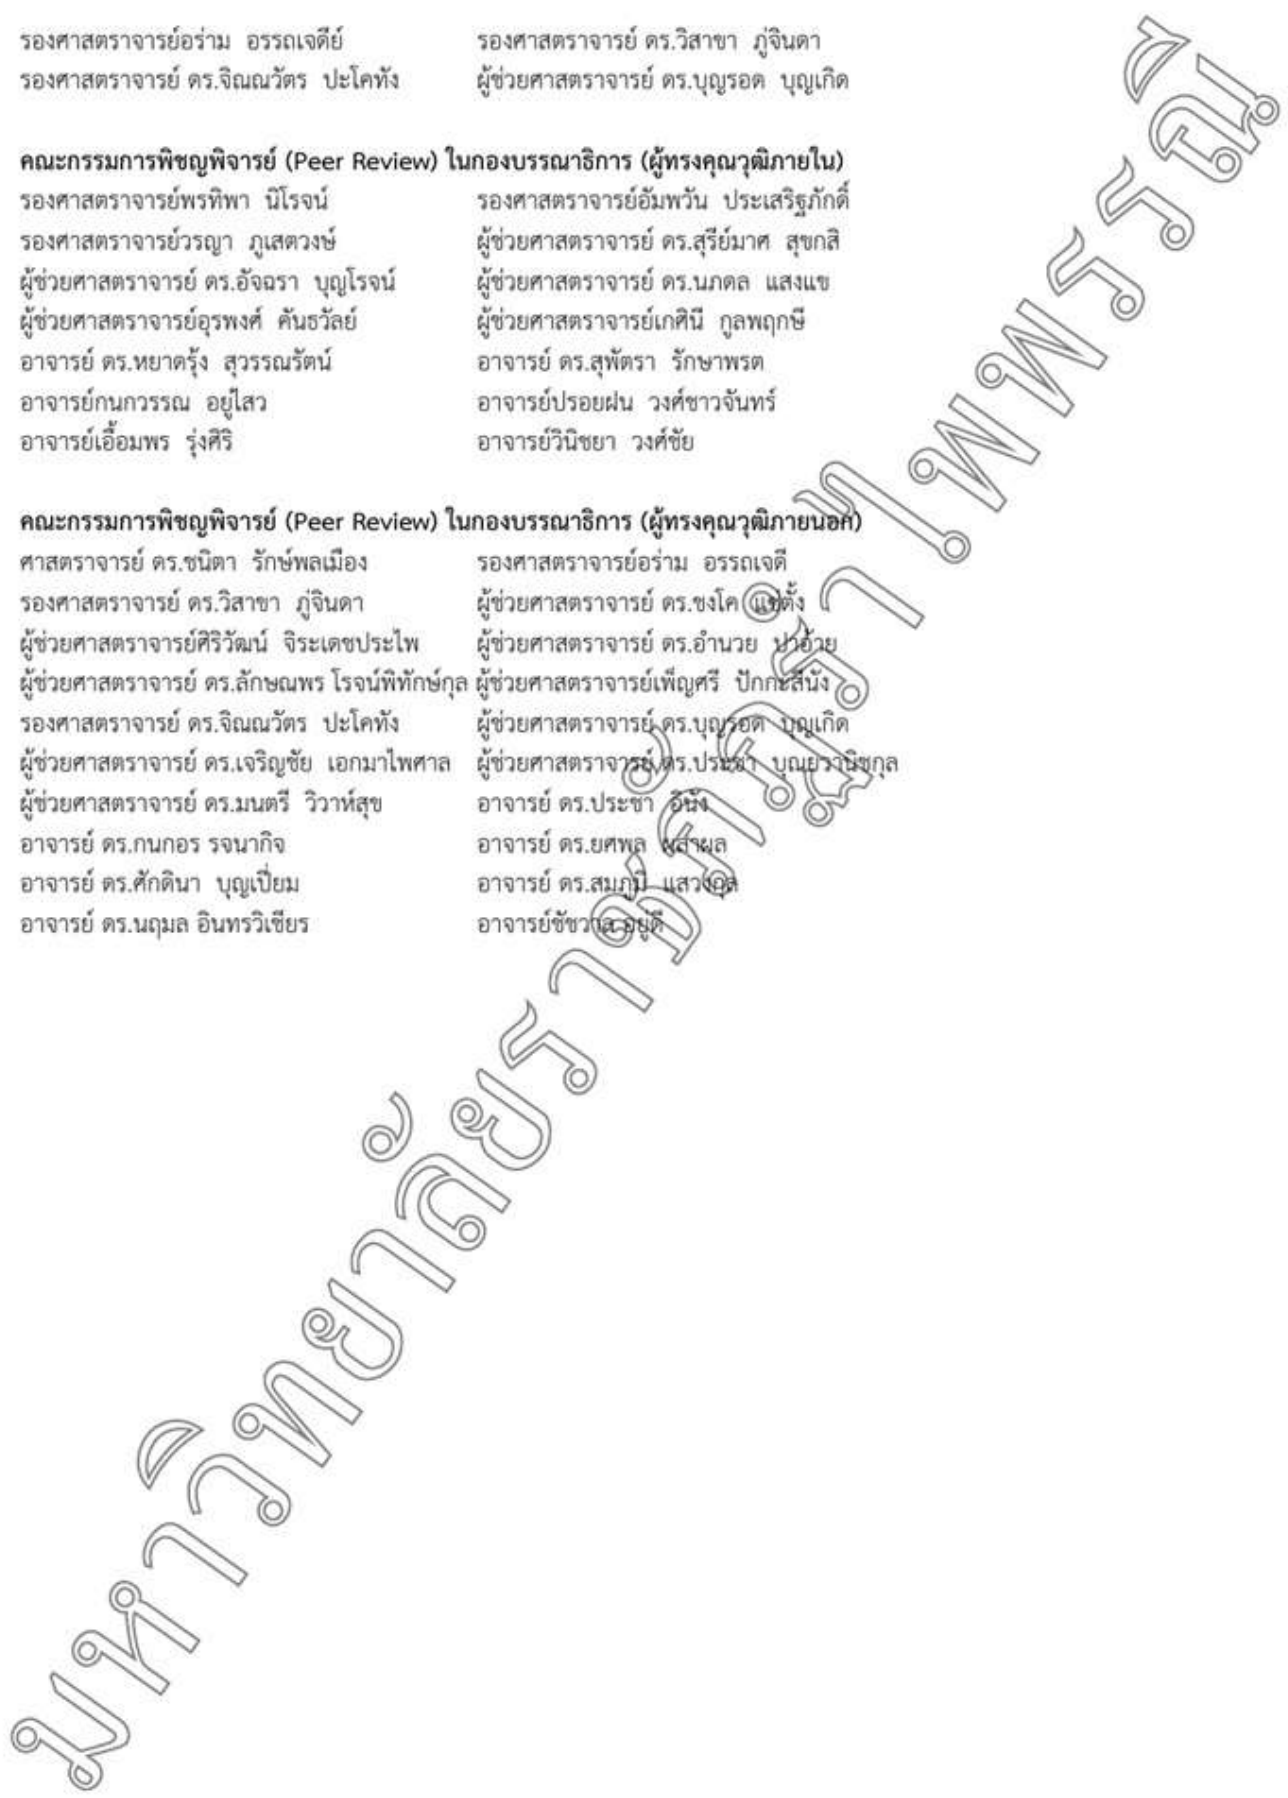 รองศาสตราจารย์อร่าม  อรรถเจดีย์  รองศาสตราจารย์ ดร.วิสาขา  ภู่จินดา
รองศาสตราจารย์ ดร.จิณณวัตร  ปะโคทัง  ผู้ช่วยศาสตราจารย์ ดร.บุญรอด  บุญเกิด
คณะกรรมการพิชญพิจารย์ (Peer Review) ในกองบรรณาธิการ (ผู้ทรงคุณวุฒิภายใน)
รองศาสตราจารย์พรทิพา  นิโรจน์  รองศาสตราจารย์อัมพวัน  ประเสริฐภักดิ์
รองศาสตราจารย์วรญา  ภูเสตวงษ์  ผู้ช่วยศาสตราจารย์ ดร.สุรีย์มาศ  สุขกสิ
ผู้ช่วยศาสตราจารย์ ดร.อัจฉรา  บุญโรจน์  ผู้ช่วยศาสตราจารย์ ดร.นภดล  แสงแข
ผู้ช่วยศาสตราจารย์อุรพงศ์  คันธวัลย์  ผู้ช่วยศาสตราจารย์เกศินี  กูลพฤกษี
อาจารย์ ดร.หยาดรุ้ง  สุวรรณรัตน์  อาจารย์ ดร.สุพัตรา  รักษาพรต
อาจารย์กนกวรรณ  อยู่ไสว  อาจารย์ปรอยฝน  วงศ์ชาวจันทร์
อาจารย์เอื้อมพร  รุ่งศิริ  อาจารย์วินิชยา  วงศ์ชัย
คณะกรรมการพิชญพิจารย์ (Peer Review) ในกองบรรณาธิการ (ผู้ทรงคุณวุฒิภายนอก)
ศาสตราจารย์ ดร.ชนิตา  รักษ์พลเมือง  รองศาสตราจารย์อร่าม  อรรถเจดี
รองศาสตราจารย์ ดร.วิสาขา  ภู่จินดา  ผู้ช่วยศาสตราจารย์ ดร.ชงโค  แซ่ตั้ง
ผู้ช่วยศาสตราจารย์ศิริวัฒน์  จิระเดชประไพ  ผู้ช่วยศาสตราจารย์ ดร.อำนวย  ปาอ้าย
ผู้ช่วยศาสตราจารย์ ดร.ลักษณพร โรจน์พิทักษ์กุล  ผู้ช่วยศาสตราจารย์เพ็ญศรี  ปักกะสีนัง
รองศาสตราจารย์ ดร.จิณณวัตร  ปะโคทัง  ผู้ช่วยศาสตราจารย์ ดร.บุญรอด  บุญเกิด
ผู้ช่วยศาสตราจารย์ ดร.เจริญชัย  เอกมาไพศาล  ผู้ช่วยศาสตราจารย์ ดร.ประชา  บุณยวานิชกุล
ผู้ช่วยศาสตราจารย์ ดร.มนตรี  วิวาห์สุข  อาจารย์ ดร.ประชา  อินัง
อาจารย์ ดร.กนกอร รจนากิจ  อาจารย์ ดร.ยศพล  ผลาผล
อาจารย์ ดร.ศักดินา  บุญเปี่ยม  อาจารย์ ดร.สมภูมิ  แสวงกุล
อาจารย์ ดร.นฤมล อินทรวิเชียร  อาจารย์ชัชวาล อยู่ดี
มหาวิทยาลัยราชภัฏรำไพพรรณี